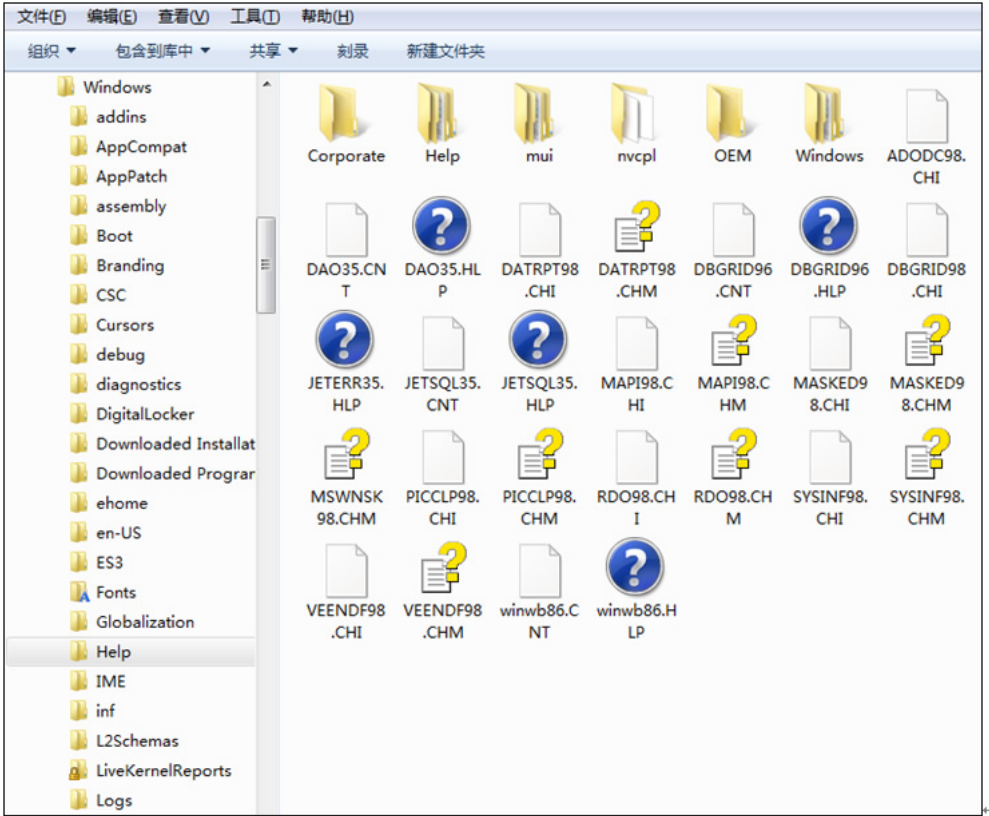 文件(F) 编辑(E) 查看(V) 工具(T) 帮助(H)
组织 包含到库中 共享 刻录 新建文件夹
Windows
addins
AppCompat
AppPatch
assembly
Boot
Branding
CSC
Cursors
debug
diagnostics
DigitalLocker
Downloaded Installat
Downloaded Prograr
ehome
en-US
ES3
Fonts
Globalization
Help
IME
inf
L2Schemas
LiveKernelReports
Logs
Corporate Help mui nvcpl OEM Windows ADODC98.
CHI
DAO35.CN DAO35.HL DATRPT98 DATRPT98 DBGRID96 DBGRID96 DBGRID98
T P .CHI .CHM .CNT .HLP .CHI
JETERR35. JETSQL35. JETSQL35. MAPI98.C MAPI98.C MASKED9 MASKED9
HLP CNT HLP HI HM 8.CHI 8.CHM
MSWNSK PICCLP98. PICCLP98. RDO98.CH RDO98.CH SYSINF98. SYSINF98.
98.CHM CHI CHM I M CHI CHM
VEENDF98 VEENDF98 winwb86.C winwb86.H
.CHI .CHM NT LP